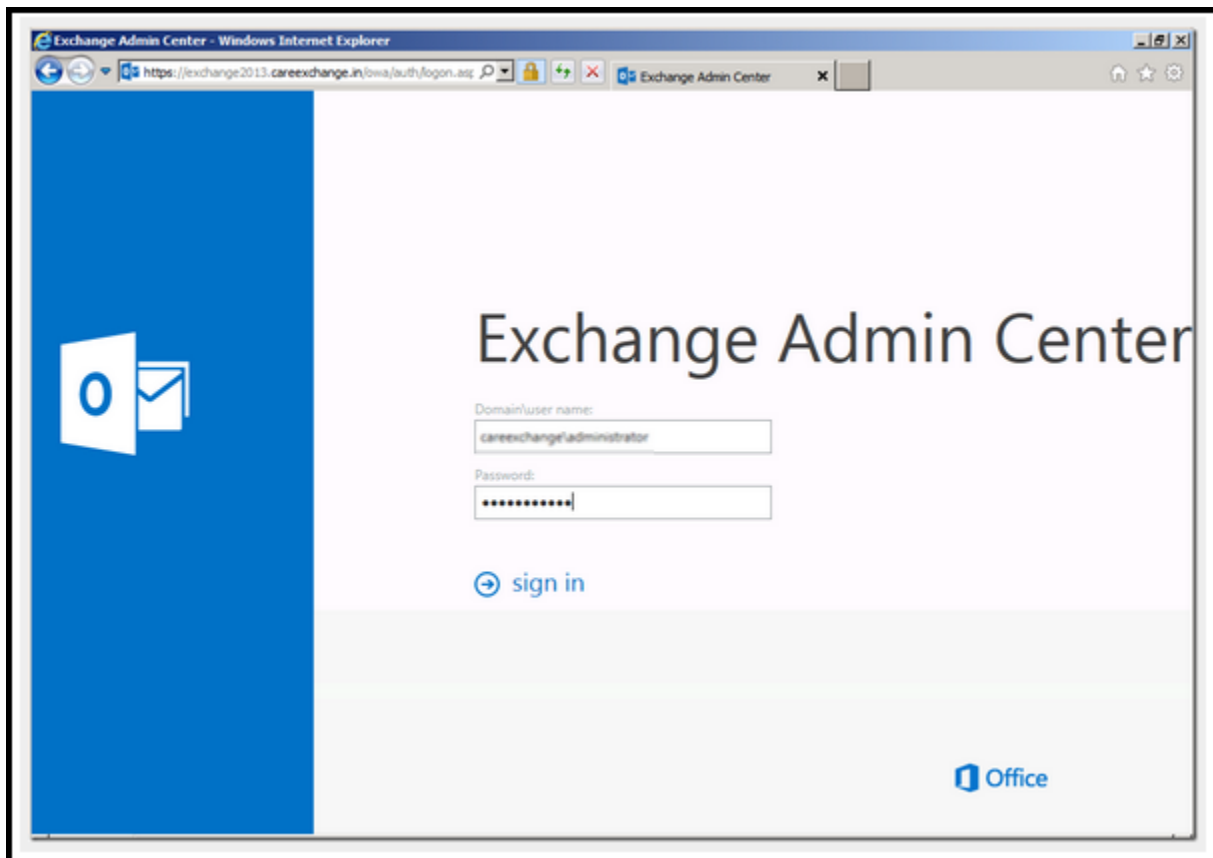 Exchange Admin Center - Windows Internet Explorer
https://exchange2013.careexchange.in/owa/auth/logon.asp
Exchange Admin Center
Exchange Admin Center
Domain\user name:
careexchange\administrator
Password:
•••••••••••
sign in
Office